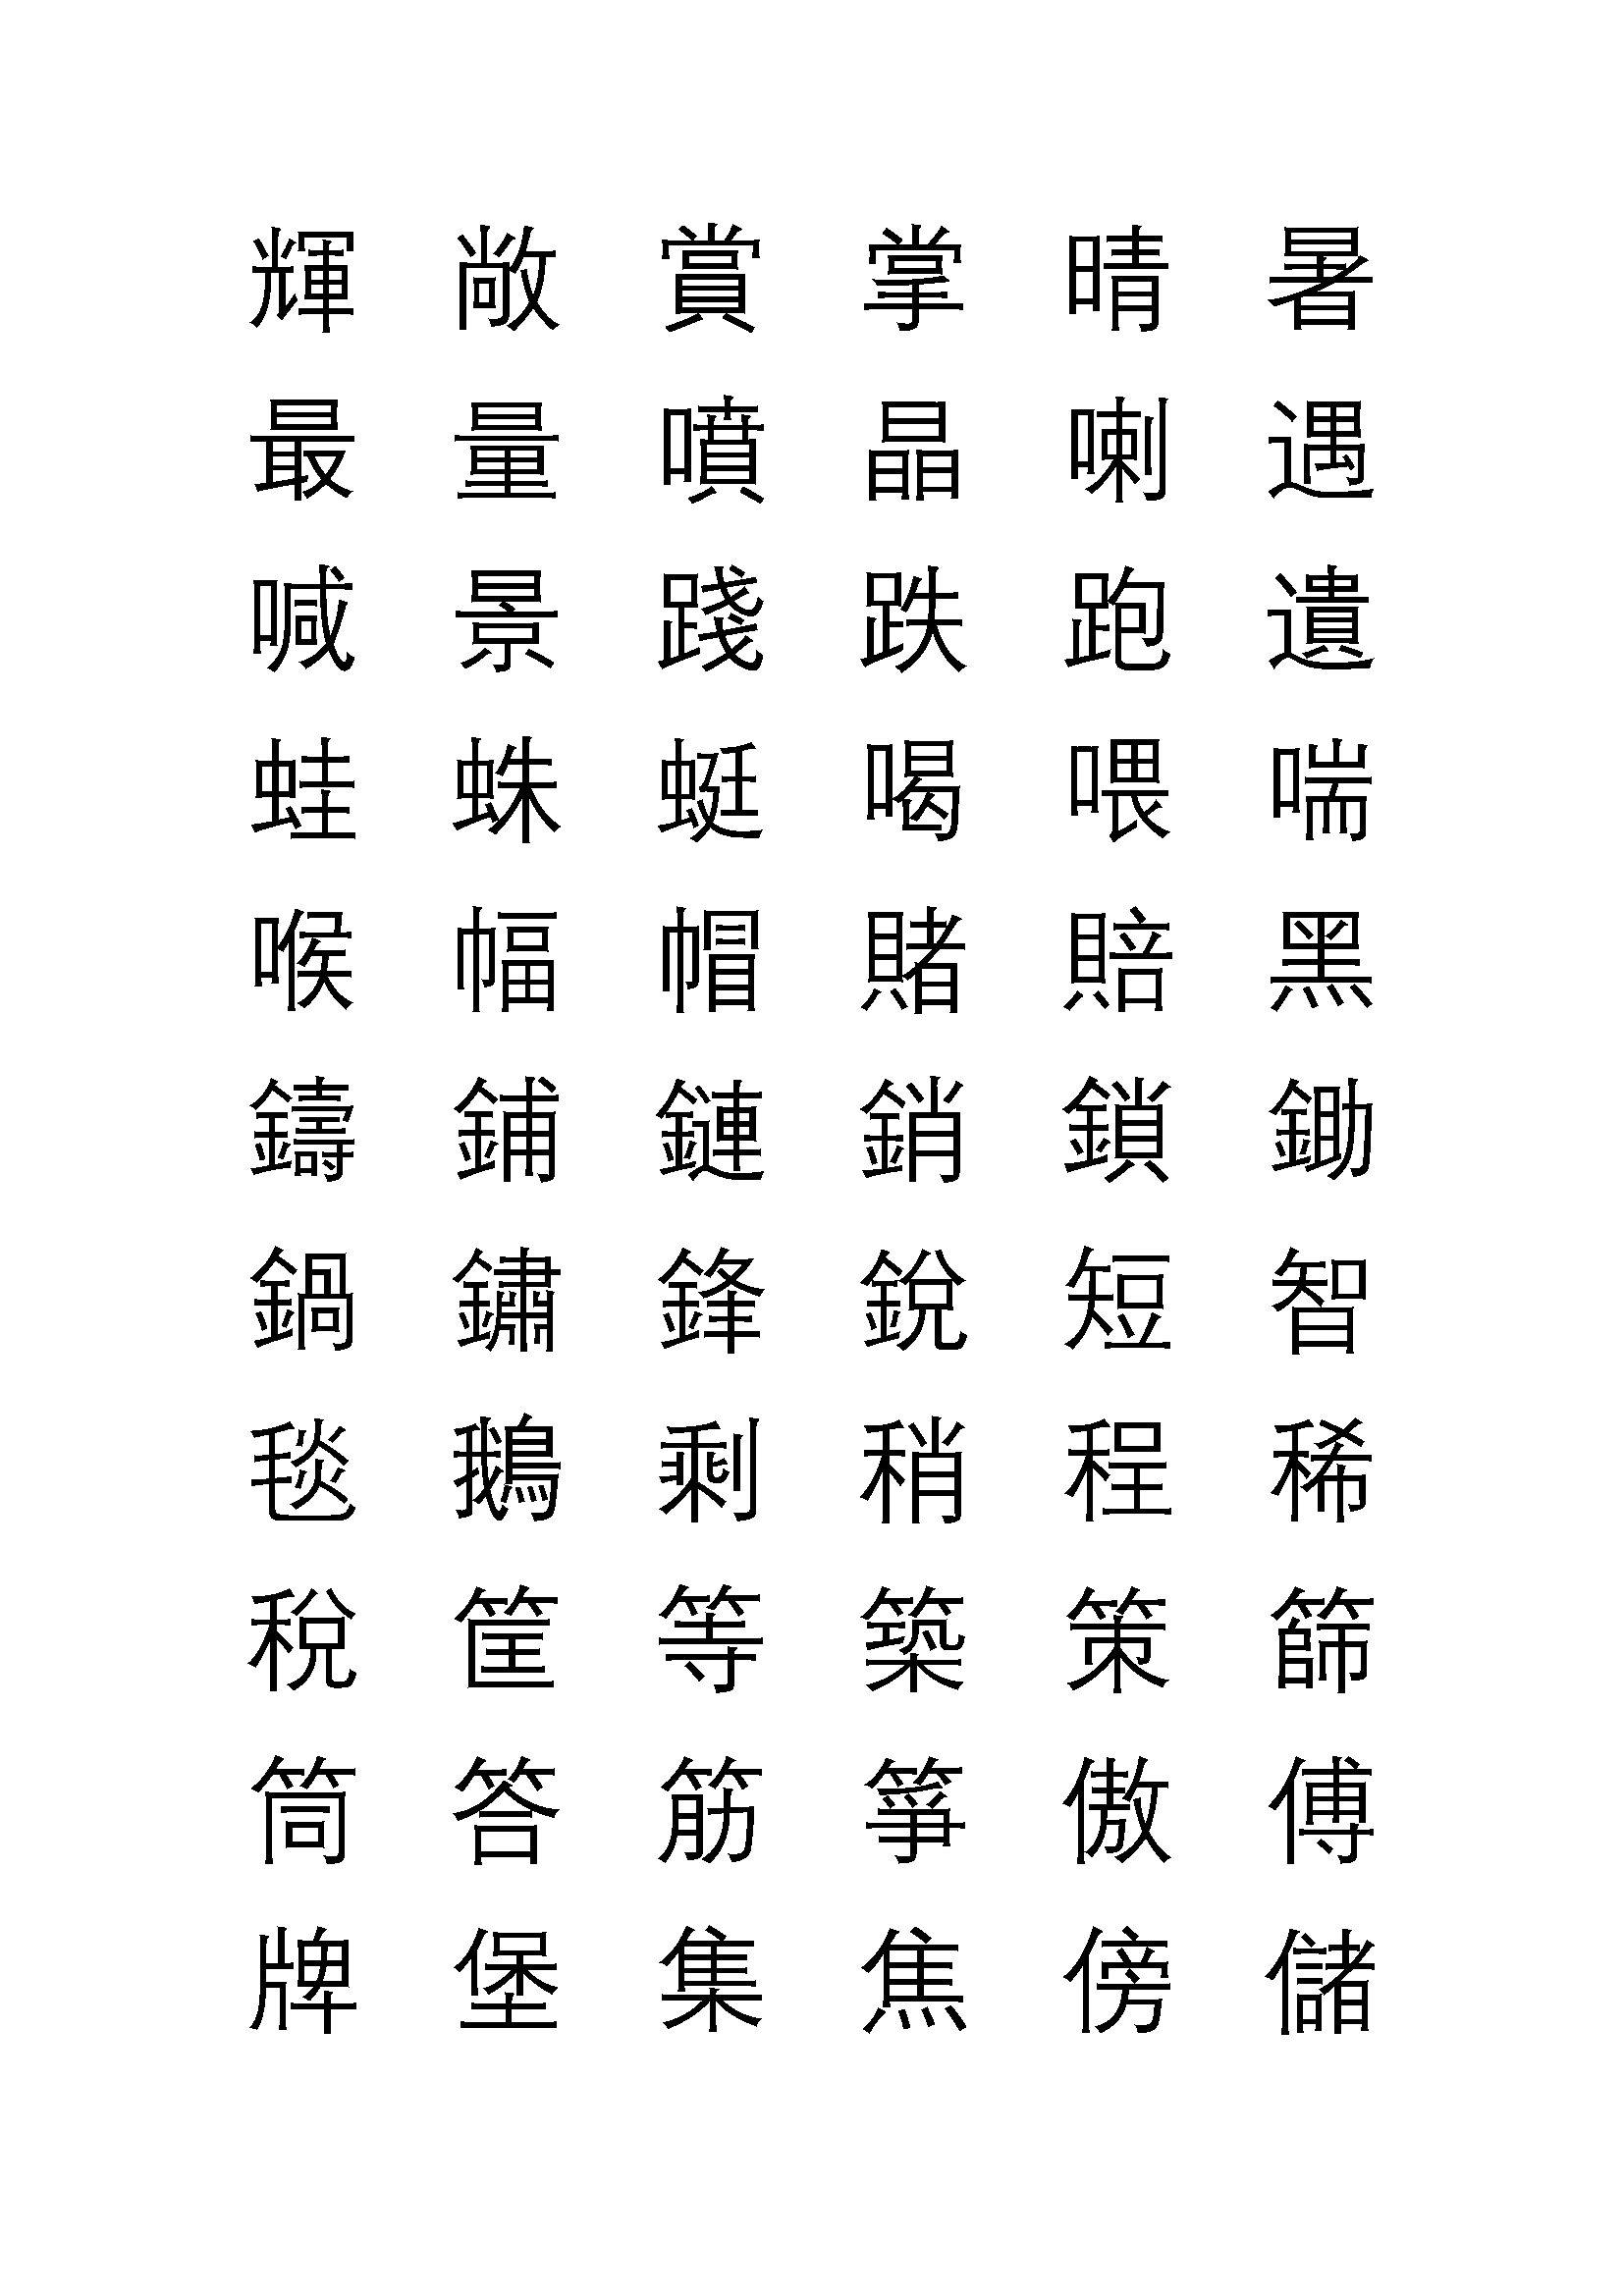 輝 敞 賞 掌 晴 暑
最 量 噴 晶 喇 遇
喊 景 踐 跌 跑 遺
蛙 蛛 蜓 喝 喂 喘
喉 幅 帽 賭 賠 黑
鑄 鋪 鏈 銷 鎖 鋤
鍋 鏽 鋒 銳 短 智
毯 鵝 剩 稍 程 稀
稅 筐 等 築 策 篩
筒 答 筋 箏 傲 傅
牌 堡 集 焦 傍 儲